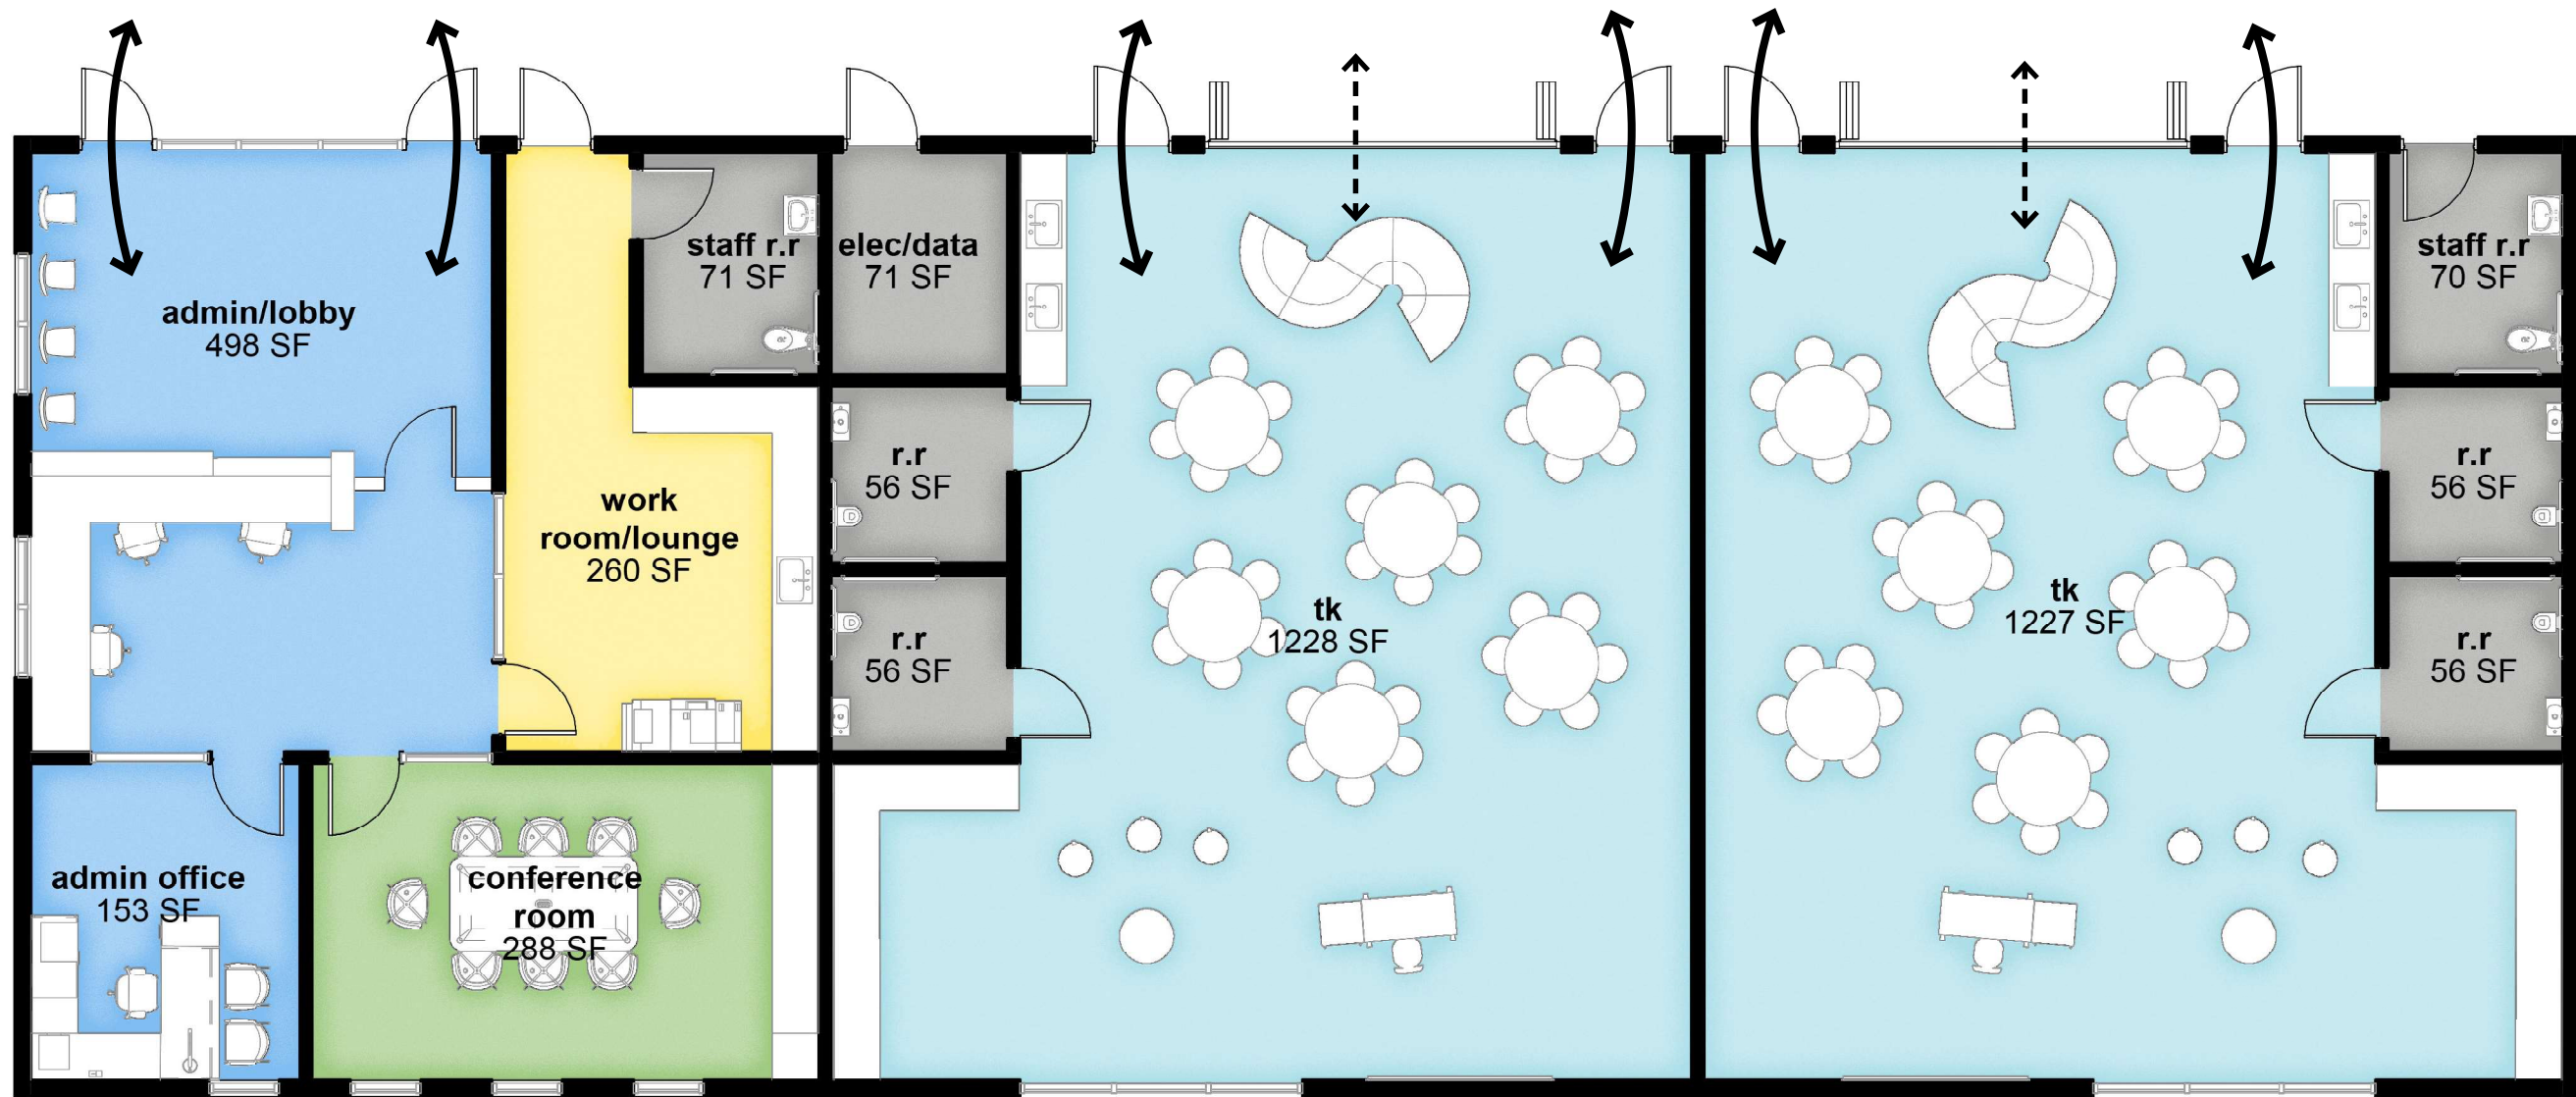 staff r.r
71 SF
elec/data
71 SF
staff r.r
70 SF
admin/lobby
498 SF
r.r
56 SF
r.r
56 SF
work
room/lounge
260 SF
tk
1228 SF
tk
1227 SF
r.r
56 SF
r.r
56 SF
admin office
153 SF
conference
room
288 SF